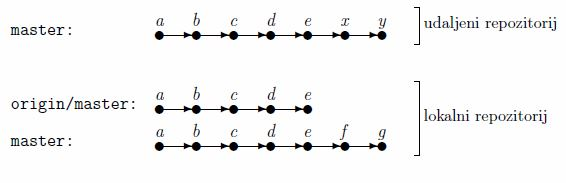 a b c d e x y
master: udaljeni repozitorij
a b c d e
origin/master:
lokalni repozitorij
a b c d e f g
master: